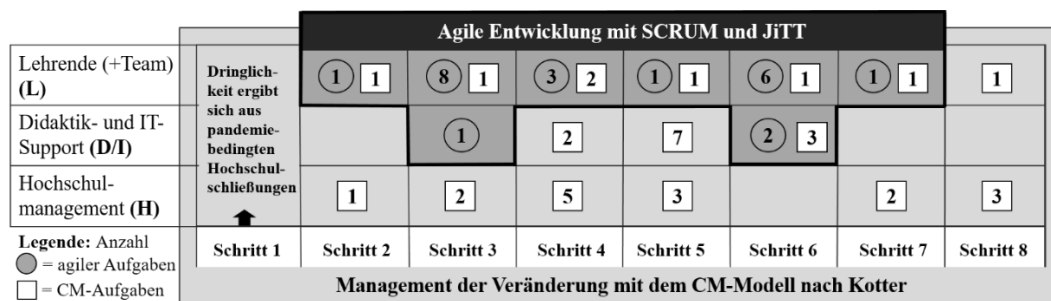 Agile Entwicklung mit SCRUM und JiTT
Lehrende (+Team)
(L)
Dringlich-
keit ergibt
sich aus
pandemie-
bedingten
Hochschul-
schließungen
1 1 8 1 3 2 1 1 6 1 1 1 1
Didaktik- und IT-
Support (D/I)
1 2 7 2 3
Hochschul-
management (H)
1 2 5 3 2 3
Legende: Anzahl
= agiler Aufgaben
= CM-Aufgaben
Schritt 1 Schritt 2 Schritt 3 Schritt 4 Schritt 5 Schritt 6 Schritt 7 Schritt 8
Management der Veränderung mit dem CM-Modell nach Kotter